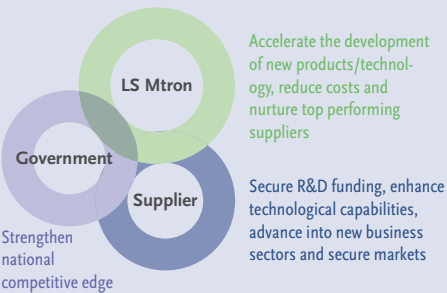 LS Mtron
Accelerate the development
of new products/technol-
ogy, reduce costs and
nurture top performing
suppliers
Government
Supplier
Secure R&D funding, enhance
technological capabilities,
advance into new business
sectors and secure markets
Strengthen
national
competitive edge